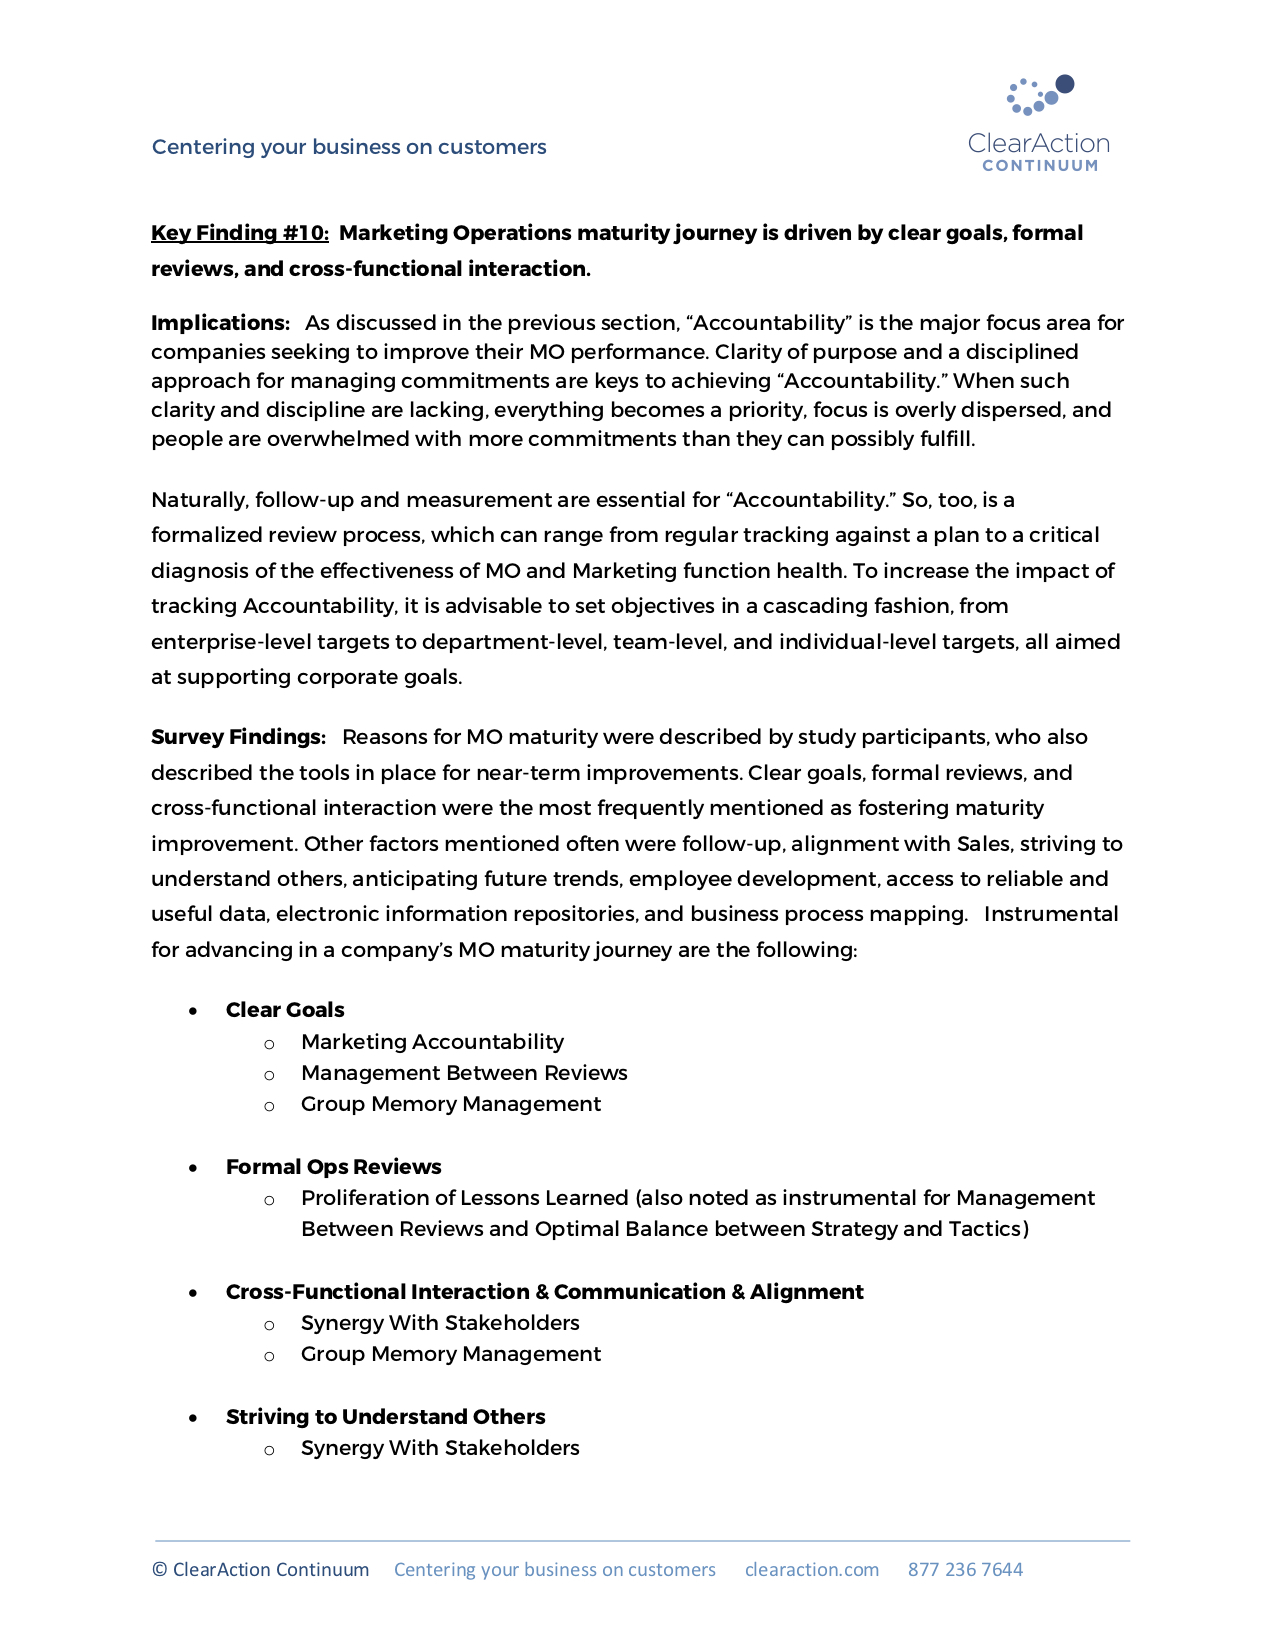 ClearAction
CONTINUUM
Centering your business on customers
Key Finding #10:  Marketing Operations maturity journey is driven by clear goals, formal
reviews, and cross-functional interaction.
Implications:   As discussed in the previous section, “Accountability” is the major focus area for
companies seeking to improve their MO performance. Clarity of purpose and a disciplined
approach for managing commitments are keys to achieving “Accountability.” When such
clarity and discipline are lacking, everything becomes a priority, focus is overly dispersed, and
people are overwhelmed with more commitments than they can possibly fulfill.
Naturally, follow-up and measurement are essential for “Accountability.” So, too, is a
formalized review process, which can range from regular tracking against a plan to a critical
diagnosis of the effectiveness of MO and Marketing function health. To increase the impact of
tracking Accountability, it is advisable to set objectives in a cascading fashion, from
enterprise-level targets to department-level, team-level, and individual-level targets, all aimed
at supporting corporate goals.
Survey Findings:   Reasons for MO maturity were described by study participants, who also
described the tools in place for near-term improvements. Clear goals, formal reviews, and
cross-functional interaction were the most frequently mentioned as fostering maturity
improvement. Other factors mentioned often were follow-up, alignment with Sales, striving to
understand others, anticipating future trends, employee development, access to reliable and
useful data, electronic information repositories, and business process mapping.   Instrumental
for advancing in a company’s MO maturity journey are the following:
• Clear Goals
o Marketing Accountability
o Management Between Reviews
o Group Memory Management
• Formal Ops Reviews
o Proliferation of Lessons Learned (also noted as instrumental for Management
Between Reviews and Optimal Balance between Strategy and Tactics)
• Cross-Functional Interaction & Communication & Alignment
o Synergy With Stakeholders
o Group Memory Management
• Striving to Understand Others
o Synergy With Stakeholders
© ClearAction Continuum    Centering your business on customers    clearaction.com    877 236 7644